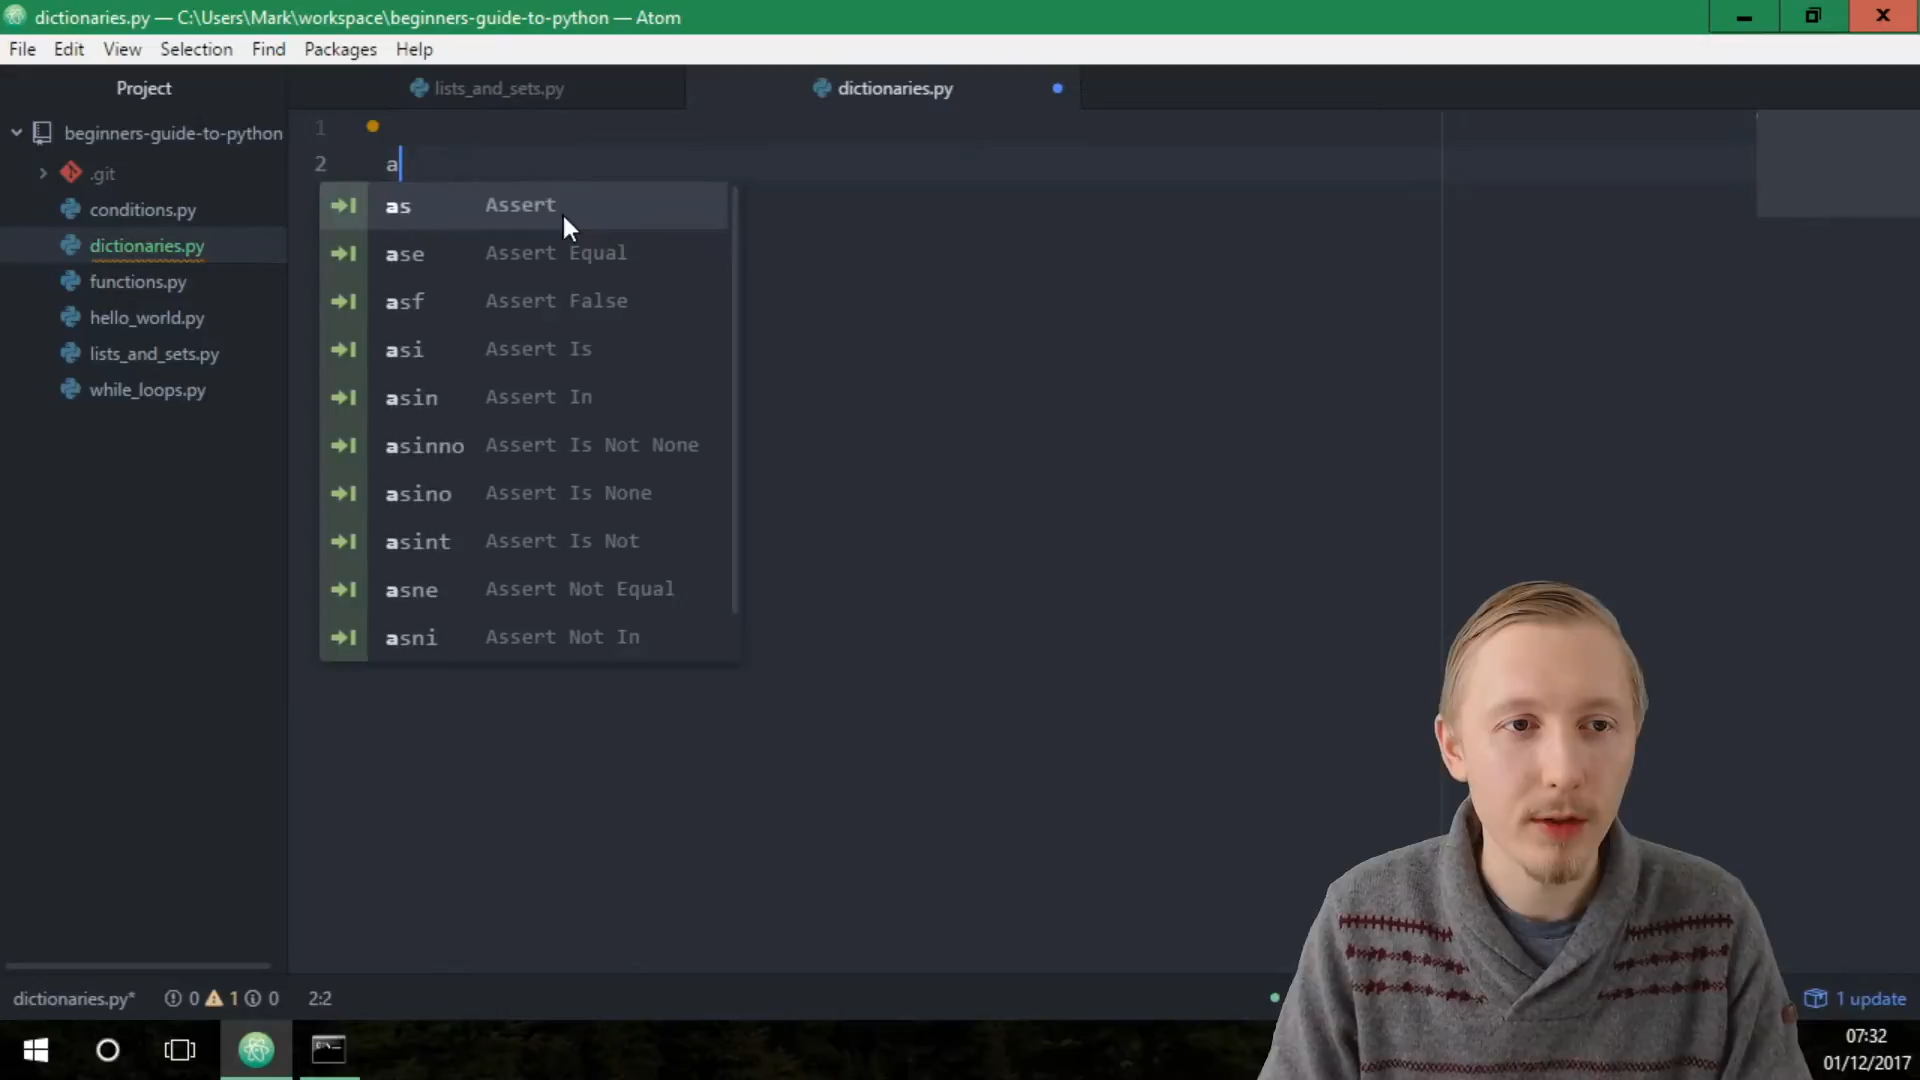 dictionaries.py — C:\Users\Mark\workspace\beginners-guide-to-python — Atom
File Edit View Selection Find Packages Help
Project
lists_and_sets.py
dictionaries.py
beginners-guide-to-python
.git
conditions.py
dictionaries.py
functions.py
hello_world.py
lists_and_sets.py
while_loops.py
1
2 a
as Assert
ase Assert Equal
asf Assert False
asi Assert Is
asin Assert In
asinno Assert Is Not None
asino Assert Is None
asint Assert Is Not
asne Assert Not Equal
asni Assert Not In
dictionaries.py* 0 1 0 2:2
1 update
07:32
01/12/2017